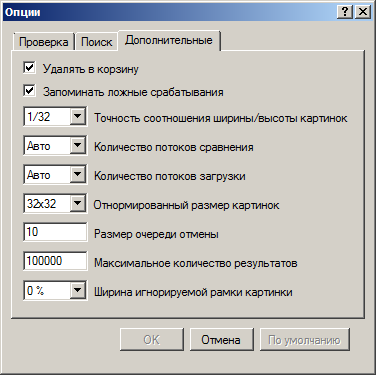 Опции
Проверка Поиск Дополнительные
Удалять в корзину
Запоминать ложные срабатывания
1/32 Точность соотношения ширины/высоты картинок
Авто Количество потоков сравнения
Авто Количество потоков загрузки
32x32 Отнормированный размер картинок
10 Размер очереди отмены
100000 Максимальное количество результатов
0 % Ширина игнорируемой рамки картинки
OK Отмена По умолчанию